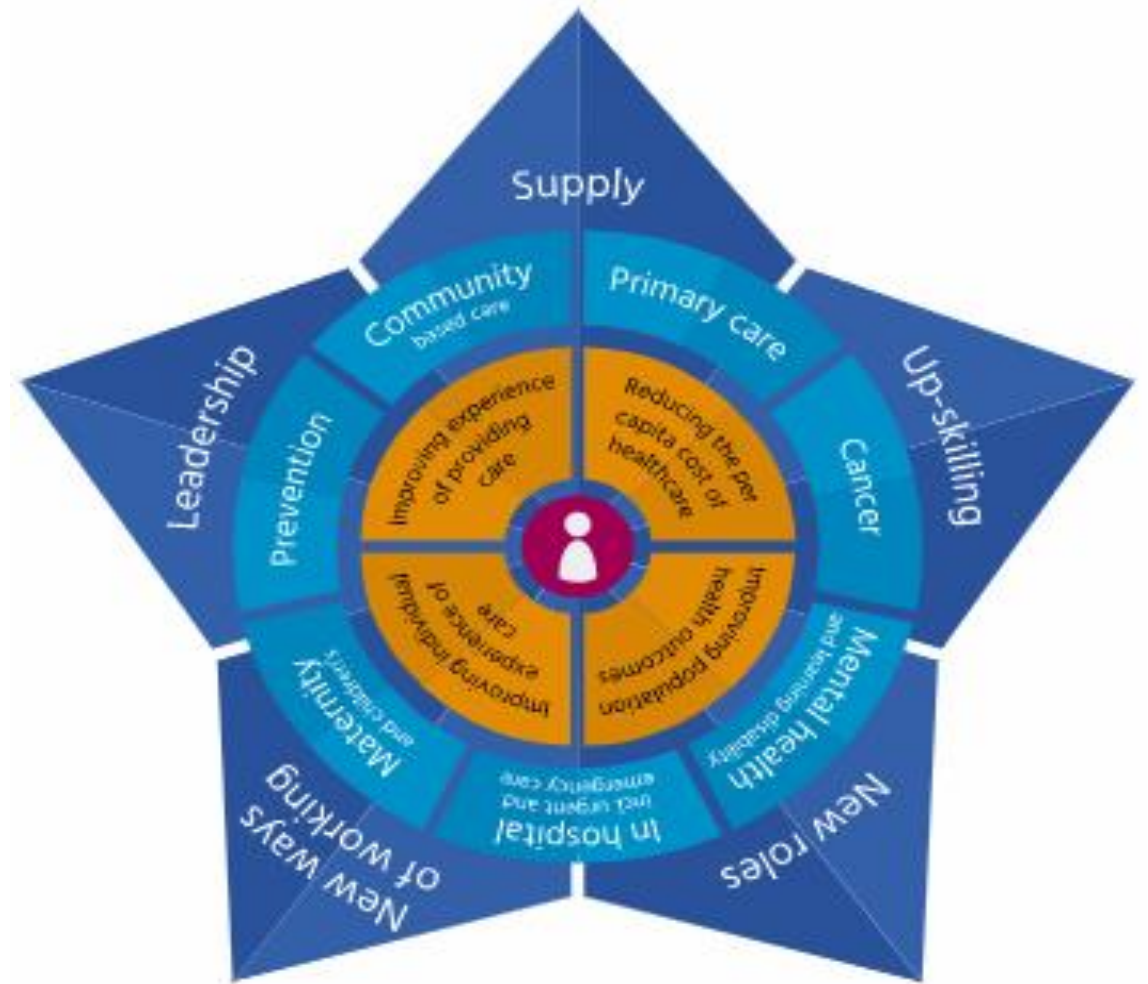 Supply
Up-skilling
New roles
New ways
of working
Leadership
Community
based care
Primary care
Cancer
Mental health
and learning disability
In hospital
incl. urgent and
emergency care
Maternity
and children's
Prevention
Improving experience
of providing
care
Reducing the per
capita cost of
healthcare
Improving population
health outcomes
Improving individual
experience of
care